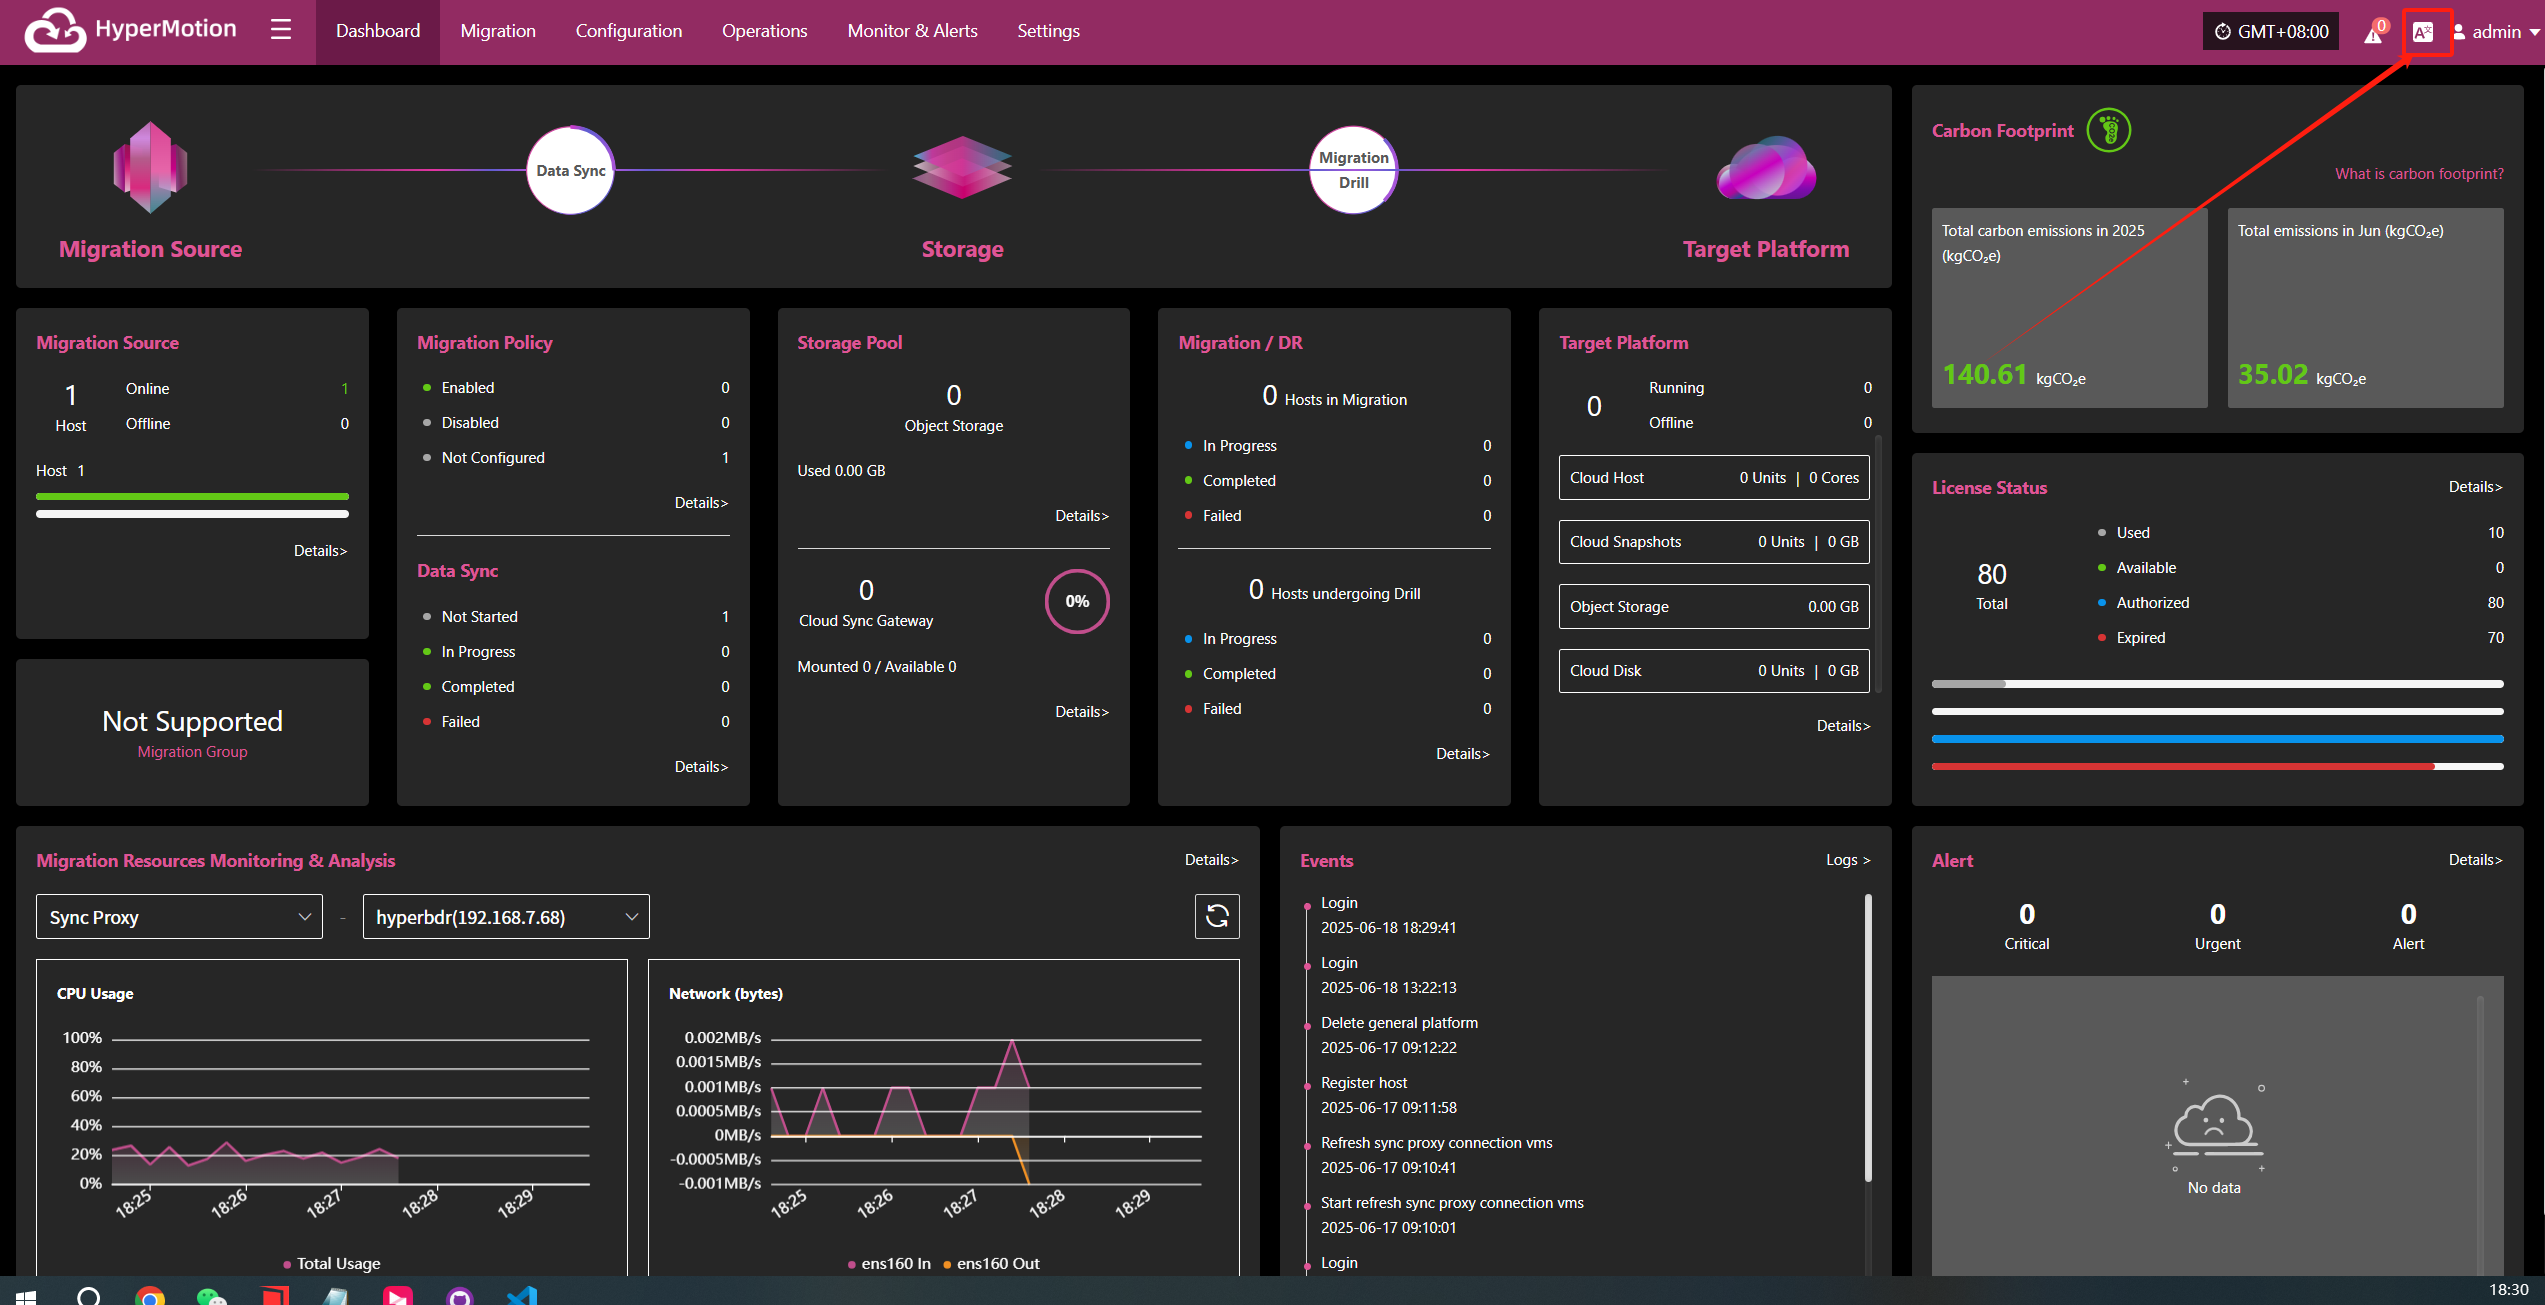 HyperMotion
Dashboard
Migration
Configuration
Operations
Monitor & Alerts
Settings
GMT+08:00
0
A文
admin
Data Sync
Migration
Drill
Migration Source
Storage
Target Platform
Carbon Footprint
What is carbon footprint?
Total carbon emissions in 2025
(kgCO₂e)
140.61 kgCO₂e
Total emissions in Jun (kgCO₂e)
35.02 kgCO₂e
Migration Source
1
Host
Online 1
Offline 0
Host 1
Details>
Not Supported
Migration Group
Migration Policy
Enabled 0
Disabled 0
Not Configured 1
Details>
Data Sync
Not Started 1
In Progress 0
Completed 0
Failed 0
Details>
Storage Pool
0
Object Storage
Used 0.00 GB
Details>
0
Cloud Sync Gateway
0%
Mounted 0 / Available 0
Details>
Migration / DR
0 Hosts in Migration
In Progress 0
Completed 0
Failed 0
0 Hosts undergoing Drill
In Progress 0
Completed 0
Failed 0
Details>
Target Platform
0
Running 0
Offline 0
Cloud Host 0 Units | 0 Cores
Cloud Snapshots 0 Units | 0 GB
Object Storage 0.00 GB
Cloud Disk 0 Units | 0 GB
Details>
License Status
Details>
80
Total
Used 10
Available 0
Authorized 80
Expired 70
Migration Resources Monitoring & Analysis
Details>
Sync Proxy
-
hyperbdr(192.168.7.68)
CPU Usage
100%
80%
60%
40%
20%
0%
18:25
18:26
18:27
18:28
18:29
Total Usage
Network (bytes)
0.002MB/s
0.0015MB/s
0.001MB/s
0.0005MB/s
0MB/s
-0.0005MB/s
-0.001MB/s
18:25
18:26
18:27
18:28
18:29
ens160 In
ens160 Out
Events
Logs >
Login
2025-06-18 18:29:41
Login
2025-06-18 13:22:13
Delete general platform
2025-06-17 09:12:22
Register host
2025-06-17 09:11:58
Refresh sync proxy connection vms
2025-06-17 09:10:41
Start refresh sync proxy connection vms
2025-06-17 09:10:01
Login
Alert
Details>
0
Critical
0
Urgent
0
Alert
No data
18:30